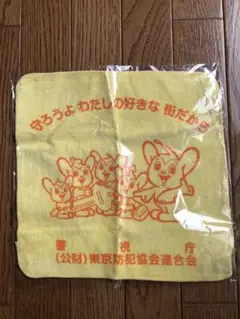 守ろうよ わたしの好きな 街だから
警 視 庁
(公財)東京防犯協会連合会